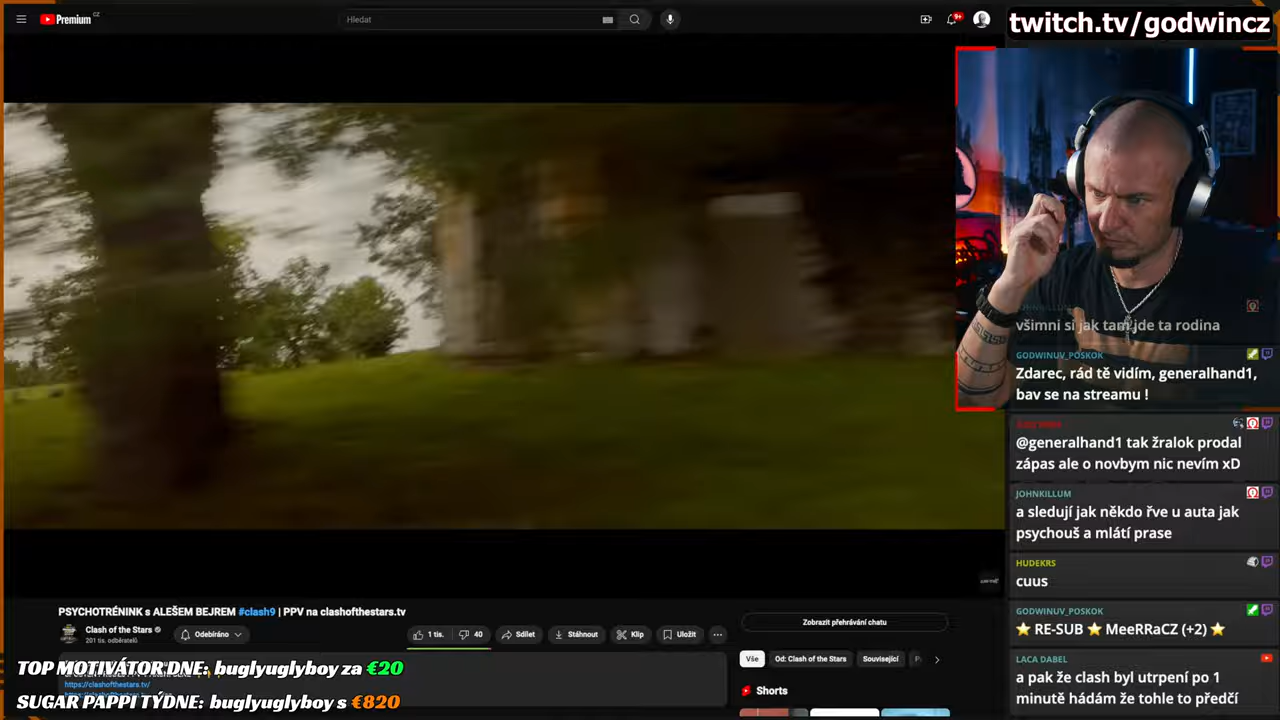 Premium CZ
Hledat
9+
twitch.tv/godwincz
všimni si jak tam jde ta rodina
GODWINUV_POSKOK
Zdarec, rád tě vidím, generalhand1,
bav se na streamu !
@generalhand1 tak žralok prodal
zápas ale o novbym nic nevím xD
JOHNKILLUM
a sledují jak někdo řve u auta jak
psychouš a mlátí prase
HUDEKRS
cuus
GODWINUV_POSKOK
⭐ RE-SUB ⭐ MeeRRaCZ (+2) ⭐
LACA DABEL
a pak že clash byl utrpení po 1
minutě hádám že tohle to předčí
PSYCHOTRÉNINK s ALEŠEM BEJREM #clash9 | PPV na clashofthestars.tv
Clash of the Stars
201 tis. odběratelů
Odebíráno
1 tis.
40
Sdílet
Stáhnout
Klip
Uložit
Zobrazit přehrávání chatu
Vše
Od: Clash of the Stars
Související
Shorts
https://clashofthestars.tv/
TOP MOTIVÁTOR DNE: buglyuglyboy za €20
SUGAR PAPPI TÝDNE: buglyuglyboy s €820